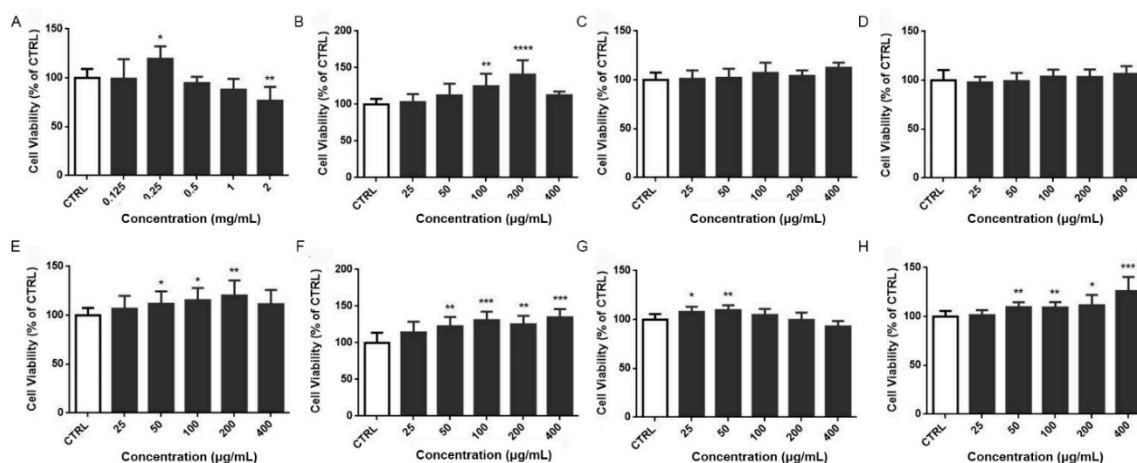 A
Cell Viability (% of CTRL)
150
100
50
0
*
**
CTRL
0.125
0.25
0.5
1
2
Concentration (mg/mL)
B
Cell Viability (% of CTRL)
200
150
100
50
0
**
****
CTRL
25
50
100
200
400
Concentration (µg/mL)
C
Cell Viability (% of CTRL)
150
100
50
0
CTRL
25
50
100
200
400
Concentration (µg/mL)
D
Cell Viability (% of CTRL)
150
100
50
0
CTRL
25
50
100
200
400
Concentration (µg/mL)
E
Cell Viability (% of CTRL)
150
100
50
0
*
*
**
CTRL
25
50
100
200
400
Concentration (µg/mL)
F
Cell Viability (% of CTRL)
200
150
100
50
0
**
***
**
***
CTRL
25
50
100
200
400
Concentration (µg/mL)
G
Cell Viability (% of CTRL)
150
100
50
0
*
**
CTRL
25
50
100
200
400
Concentration (µg/mL)
H
Cell Viability (% of CTRL)
150
100
50
0
**
**
*
***
CTRL
25
50
100
200
400
Concentration (µg/mL)